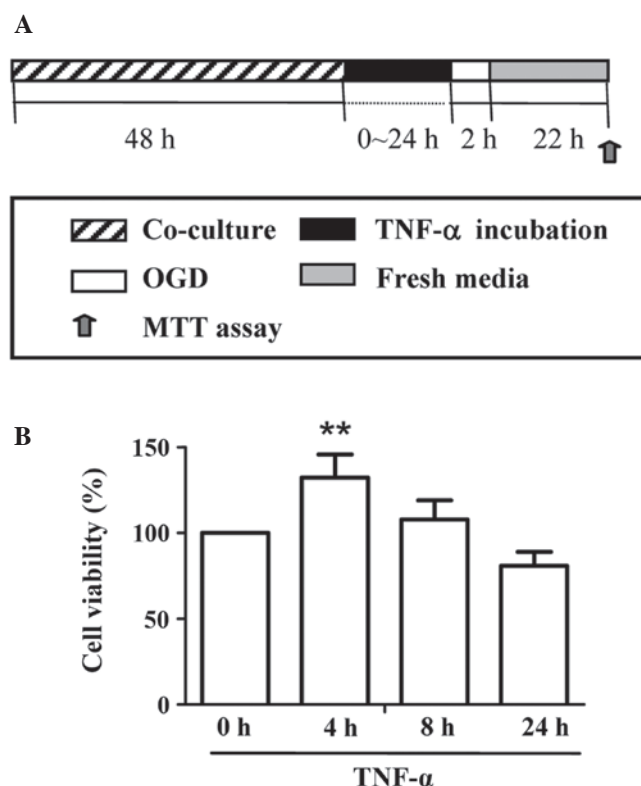 A
48 h 0~24 h 2 h 22 h
Co-culture TNF-α incubation
OGD Fresh media
MTT assay
B
**
150
100
50
0
Cell viability (%)
0 h 4 h 8 h 24 h
TNF-α